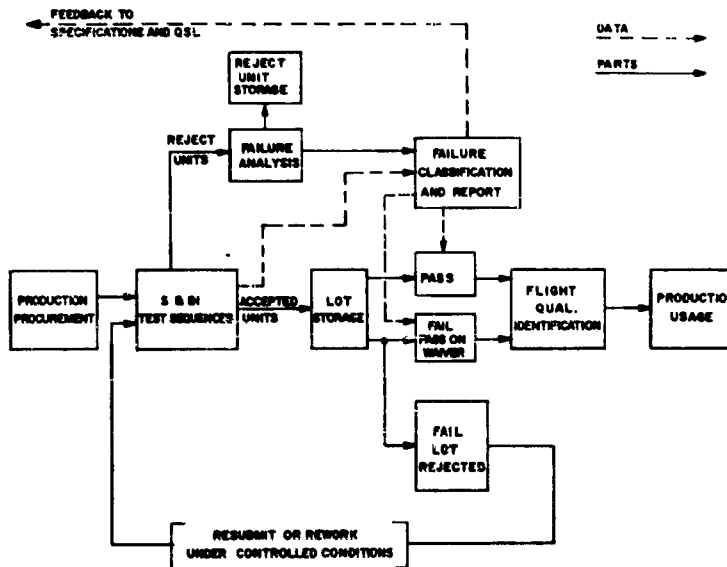 FEEDBACK TO
SPECIFICATIONS AND QSL
DATA
PARTS
REJECT
UNIT
STORAGE
REJECT
UNITS
FAILURE
ANALYSIS
FAILURE
CLASSIFICATION
AND REPORT
PRODUCTION
PROCUREMENT
S & BI
TEST SEQUENCES
ACCEPTED
UNITS
LOT
STORAGE
PASS
FAIL
PASS ON
WAIVER
FLIGHT
QUAL.
IDENTIFICATION
PRODUCTION
USAGE
FAIL
LOT
REJECTED
RESUBMIT OR REWORK
UNDER CONTROLLED CONDITIONS